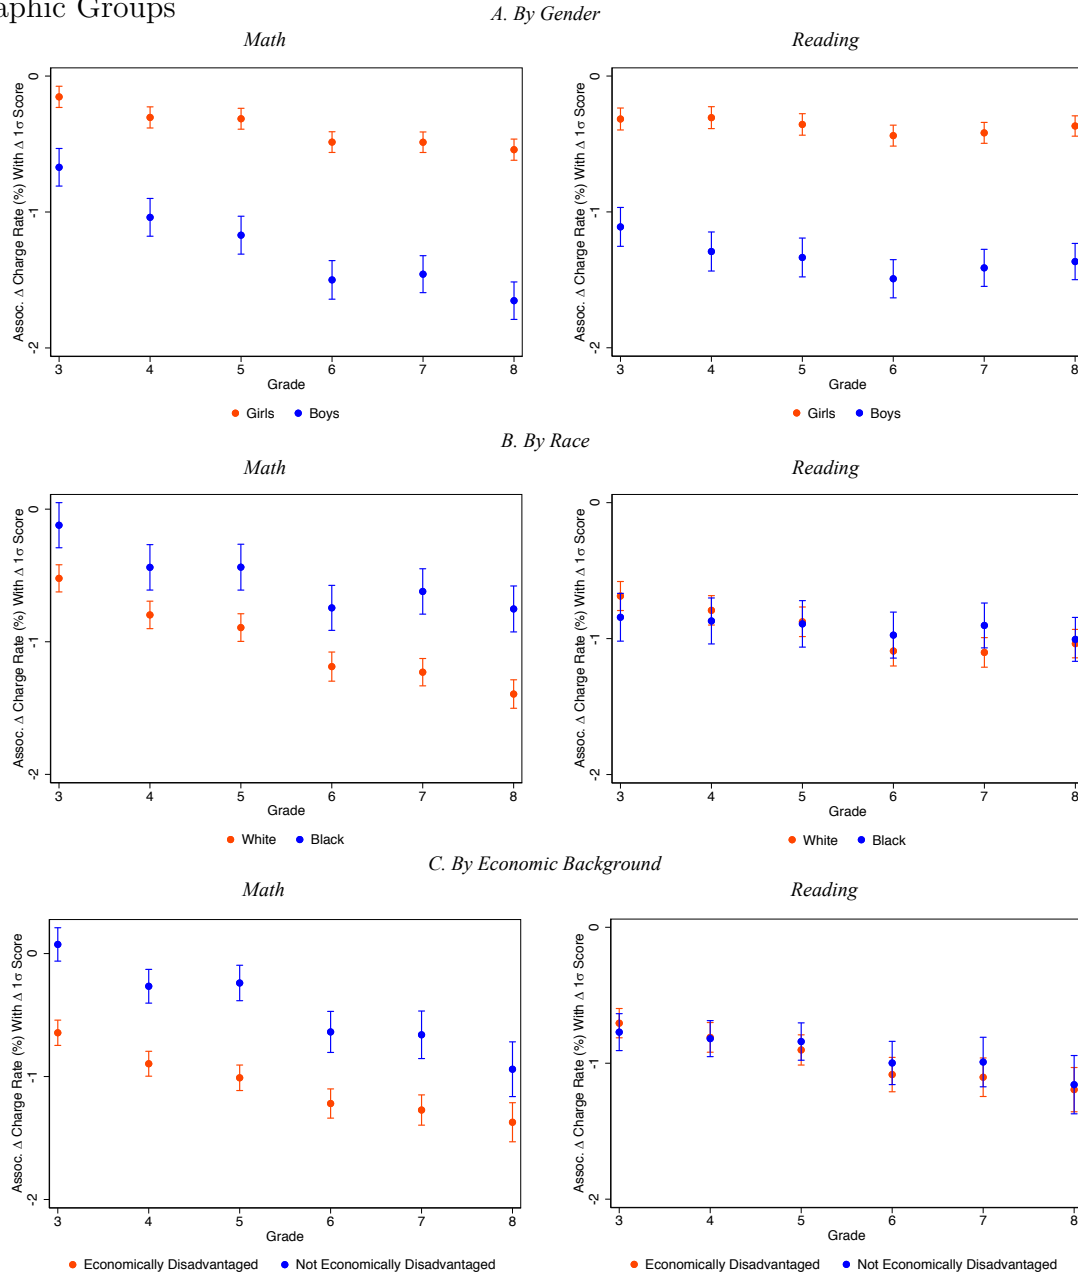 aphic Groups
A. By Gender
Math
Reading
Assoc. Δ Charge Rate (%) With Δ 1σ Score
0
-1
-2
3 4 5 6 7 8
Grade
Girls Boys
Assoc. Δ Charge Rate (%) With Δ 1σ Score
0
-1
-2
3 4 5 6 7 8
Grade
Girls Boys
B. By Race
Math
Reading
Assoc. Δ Charge Rate (%) With Δ 1σ Score
0
-1
-2
3 4 5 6 7 8
Grade
White Black
Assoc. Δ Charge Rate (%) With Δ 1σ Score
0
-1
-2
3 4 5 6 7 8
Grade
White Black
C. By Economic Background
Math
Reading
Assoc. Δ Charge Rate (%) With Δ 1σ Score
0
-1
-2
3 4 5 6 7 8
Grade
Economically Disadvantaged Not Economically Disadvantaged
Assoc. Δ Charge Rate (%) With Δ 1σ Score
0
-1
-2
3 4 5 6 7 8
Grade
Economically Disadvantaged Not Economically Disadvantaged